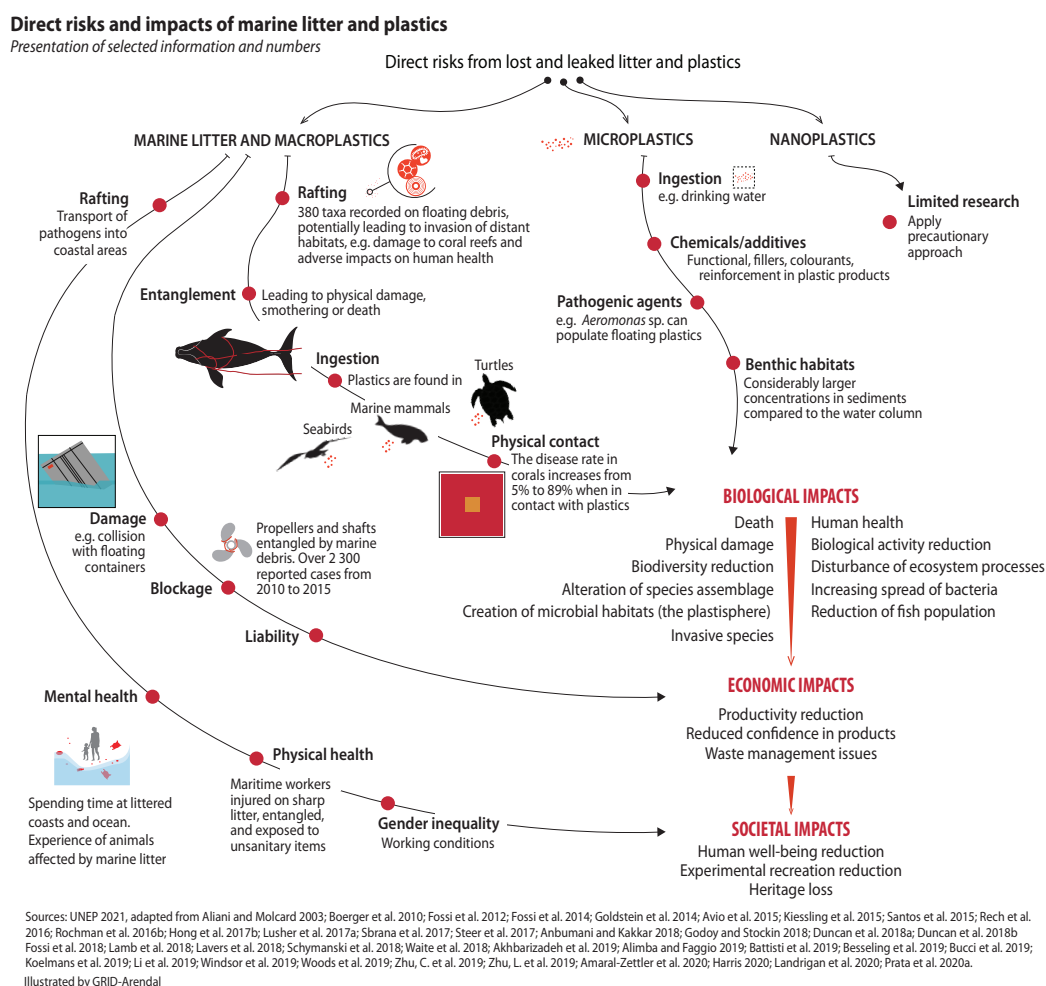 Direct risks and impacts of marine litter and plastics
Presentation of selected information and numbers
Direct risks from lost and leaked litter and plastics
MARINE LITTER AND MACROPLASTICS
MICROPLASTICS
NANOPLASTICS
Rafting
Transport of
pathogens into
coastal areas
Rafting
380 taxa recorded on floating debris,
potentially leading to invasion of distant
habitats, e.g. damage to coral reefs and
adverse impacts on human health
Entanglement
Leading to physical damage,
smothering or death
Ingestion
Plastics are found in
Turtles
Marine mammals
Seabirds
Physical contact
The disease rate in
corals increases from
5% to 89% when in
contact with plastics
Ingestion
e.g. drinking water
Chemicals/additives
Functional, fillers, colourants,
reinforcement in plastic products
Pathogenic agents
e.g. Aeromonas sp. can
populate floating plastics
Benthic habitats
Considerably larger
concentrations in sediments
compared to the water column
Limited research
Apply
precautionary
approach
Damage
e.g. collision
with floating
containers
Propellers and shafts
entangled by marine
debris. Over 2 300
reported cases from
2010 to 2015
Blockage
Liability
Mental health
Spending time at littered
coasts and ocean.
Experience of animals
affected by marine litter
Physical health
Maritime workers
injured on sharp
litter, entangled,
and exposed to
unsanitary items
Gender inequality
Working conditions
BIOLOGICAL IMPACTS
Death
Physical damage
Biodiversity reduction
Alteration of species assemblage
Creation of microbial habitats (the plastisphere)
Invasive species
Human health
Biological activity reduction
Disturbance of ecosystem processes
Increasing spread of bacteria
Reduction of fish population
ECONOMIC IMPACTS
Productivity reduction
Reduced confidence in products
Waste management issues
SOCIETAL IMPACTS
Human well-being reduction
Experimental recreation reduction
Heritage loss
Sources: UNEP 2021, adapted from Aliani and Molcard 2003; Boerger et al. 2010; Fossi et al. 2012; Fossi et al. 2014; Goldstein et al. 2014; Avio et al. 2015; Kiessling et al. 2015; Santos et al. 2015; Rech et al.
2016; Rochman et al. 2016b; Hong et al. 2017b; Lusher et al. 2017a; Sbrana et al. 2017; Steer et al. 2017; Anbumani and Kakkar 2018; Godoy and Stockin 2018; Duncan et al. 2018a; Duncan et al. 2018b
Fossi et al. 2018; Lamb et al. 2018; Lavers et al. 2018; Schymanski et al. 2018; Waite et al. 2018; Akhbarizadeh et al. 2019; Alimba and Faggio 2019; Battisti et al. 2019; Besseling et al. 2019; Bucci et al. 2019;
Koelmans et al. 2019; Li et al. 2019; Windsor et al. 2019; Woods et al. 2019; Zhu, C. et al. 2019; Zhu, L. et al. 2019; Amaral-Zettler et al. 2020; Harris 2020; Landrigan et al. 2020; Prata et al. 2020a.
Illustrated by GRID-Arendal